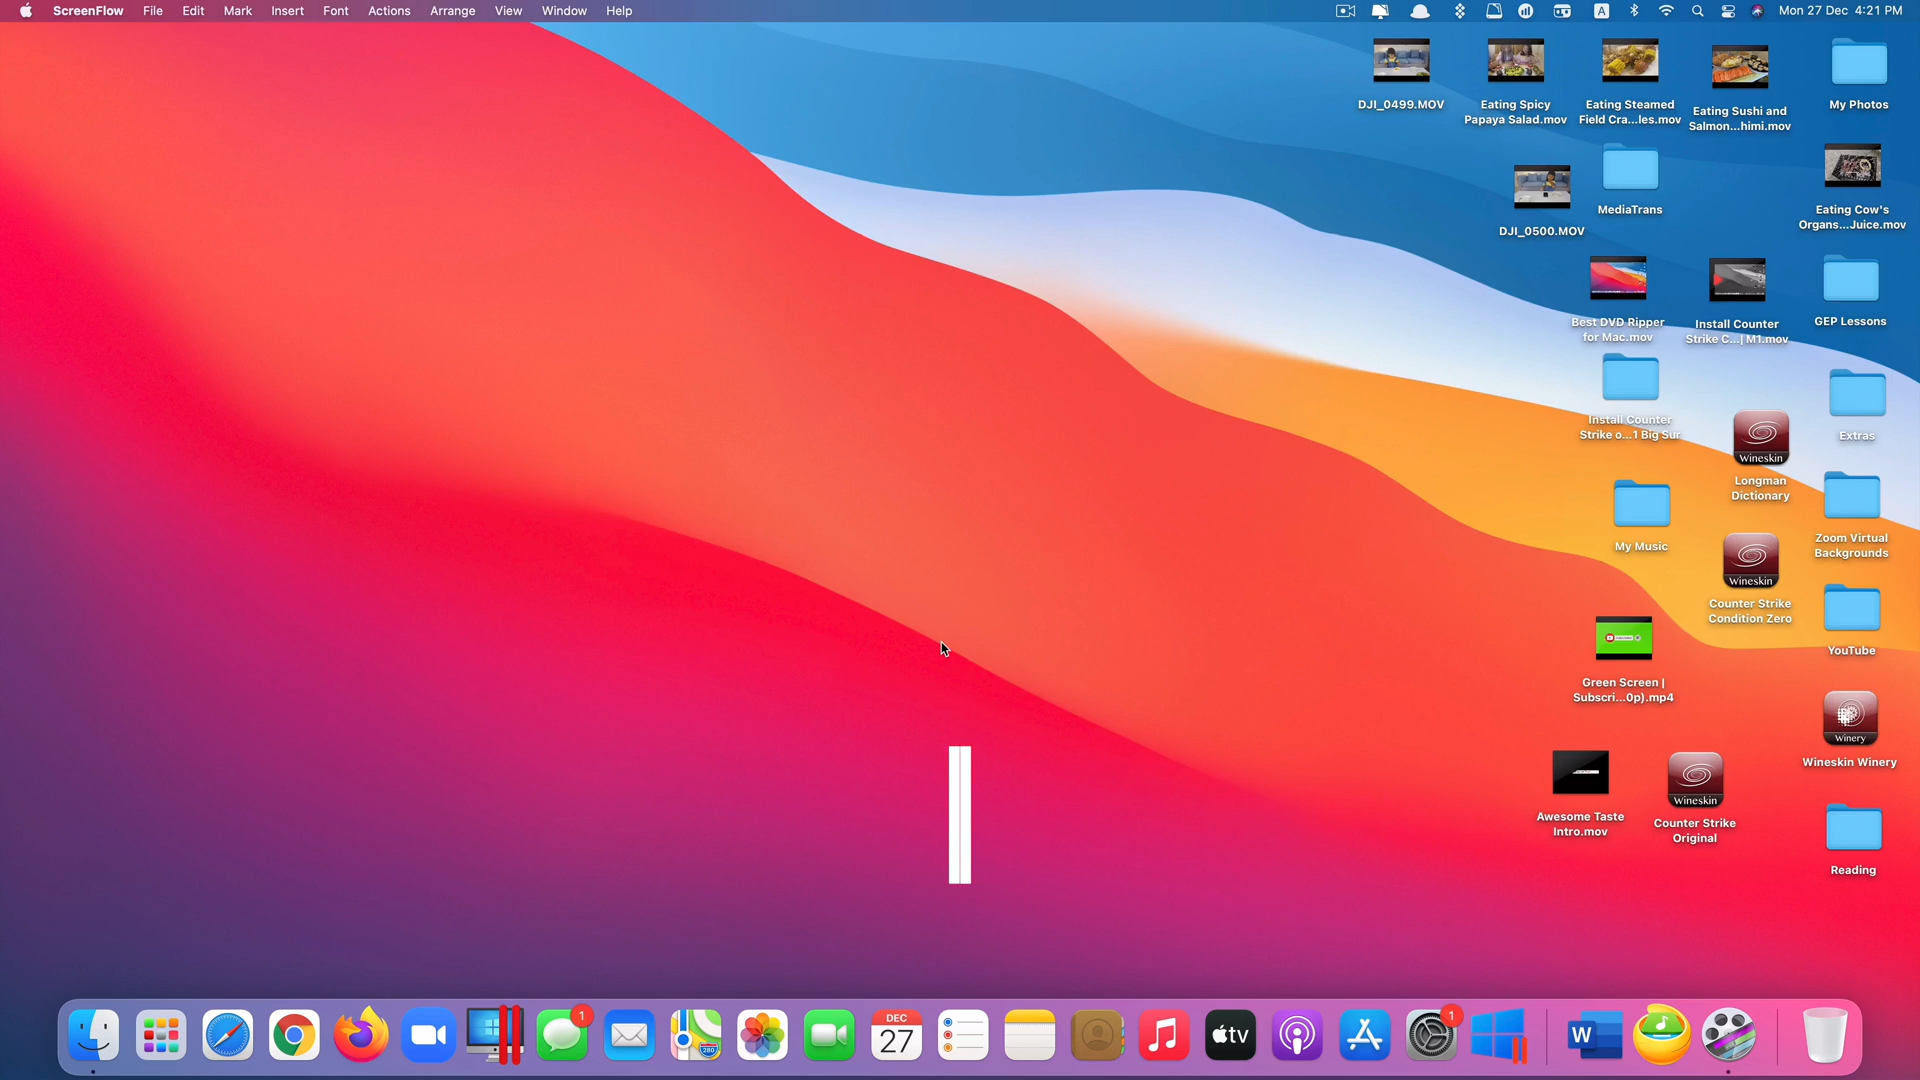 ScreenFlow File Edit Mark Insert Font Actions Arrange View Window Help
A
Mon 27 Dec 4:21 PM
DJI_0499.MOV
Eating Spicy
Papaya Salad.mov
Eating Steamed
Field Cra...les.mov
Eating Sushi and
Salmon...himi.mov
My Photos
DJI_0500.MOV
MediaTrans
Eating Cow's
Organs...Juice.mov
Best DVD Ripper
for Mac.mov
Install Counter
Strike C...| M1.mov
GEP Lessons
Install Counter
Strike o...1 Big Sur
Wineskin
Longman
Dictionary
Extras
My Music
Wineskin
Counter Strike
Condition Zero
Zoom Virtual
Backgrounds
Green Screen |
Subscri...0p).mp4
YouTube
Winery
Wineskin Winery
Awesome Taste
Intro.mov
Wineskin
Counter Strike
Original
Reading
1
280
DEC
27
tv
1
W